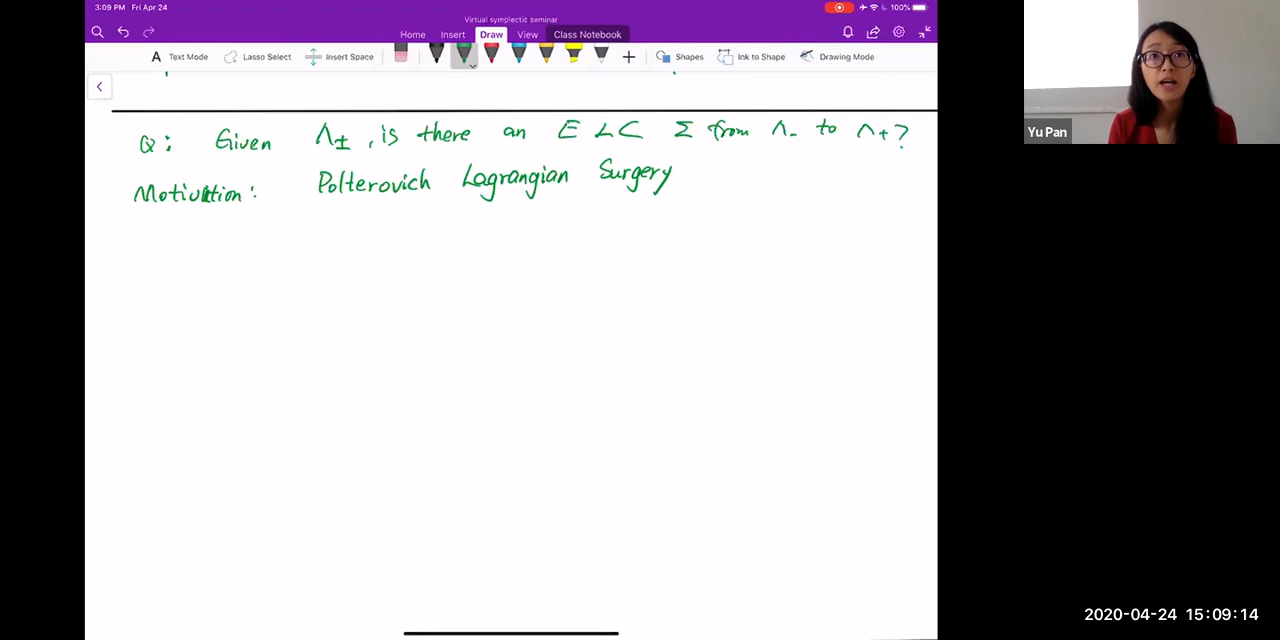 3:09 PM Fri Apr 24
100%
Virtual symplectic seminar
Home Insert Draw View Class Notebook
Text Mode Lasso Select Insert Space Shapes Ink to Shape Drawing Mode
Q: Given Λ±, is there an ELC Σ from Λ- to Λ+?
Motivation: Polterovich Lagrangian Surgery
Yu Pan
2020-04-24 15:09:14